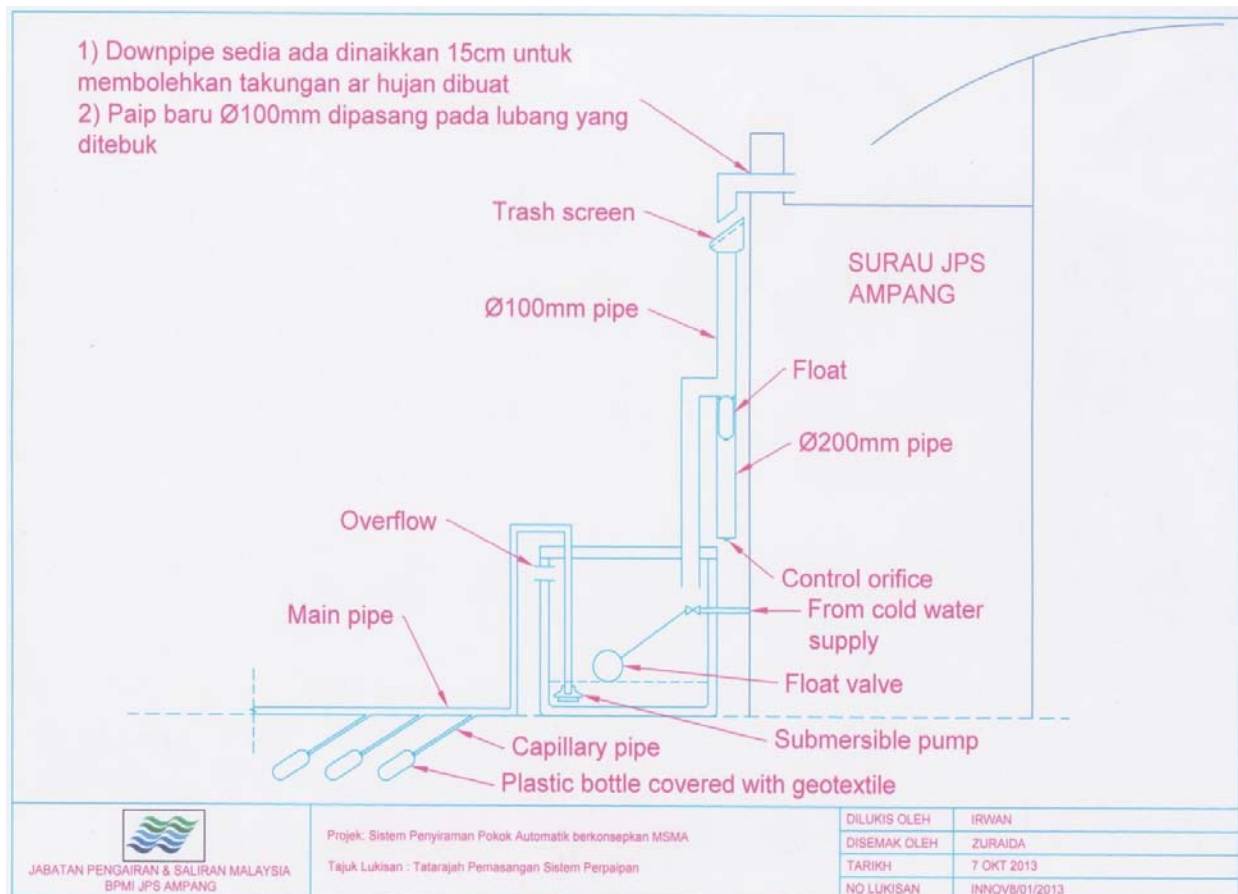 1) Downpipe sedia ada dinaikkan 15cm untuk
membolehkan takungan ar hujan dibuat
2) Paip baru Ø100mm dipasang pada lubang yang
ditebuk
Trash screen
SURAU JPS
AMPANG
Ø100mm pipe
Float
Ø200mm pipe
Overflow
Control orifice
From cold water
supply
Main pipe
Float valve
Submersible pump
Capillary pipe
Plastic bottle covered with geotextile
JABATAN PENGAIRAN & SALIRAN MALAYSIA
BPMI JPS AMPANG
Projek: Sistem Penyiraman Pokok Automatik berkonsepkan MSMA
Tajuk Lukisan : Tatarajah Pemasangan Sistem Perpaipan
DILUKIS OLEH IRWAN
DISEMAK OLEH ZURAIDA
TARIKH 7 OKT 2013
NO LUKISAN INNOV8/01/2013